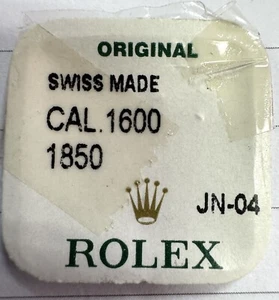 ORIGINAL
SWISS MADE
CAL.1600
1850
JN-04
ROLEX